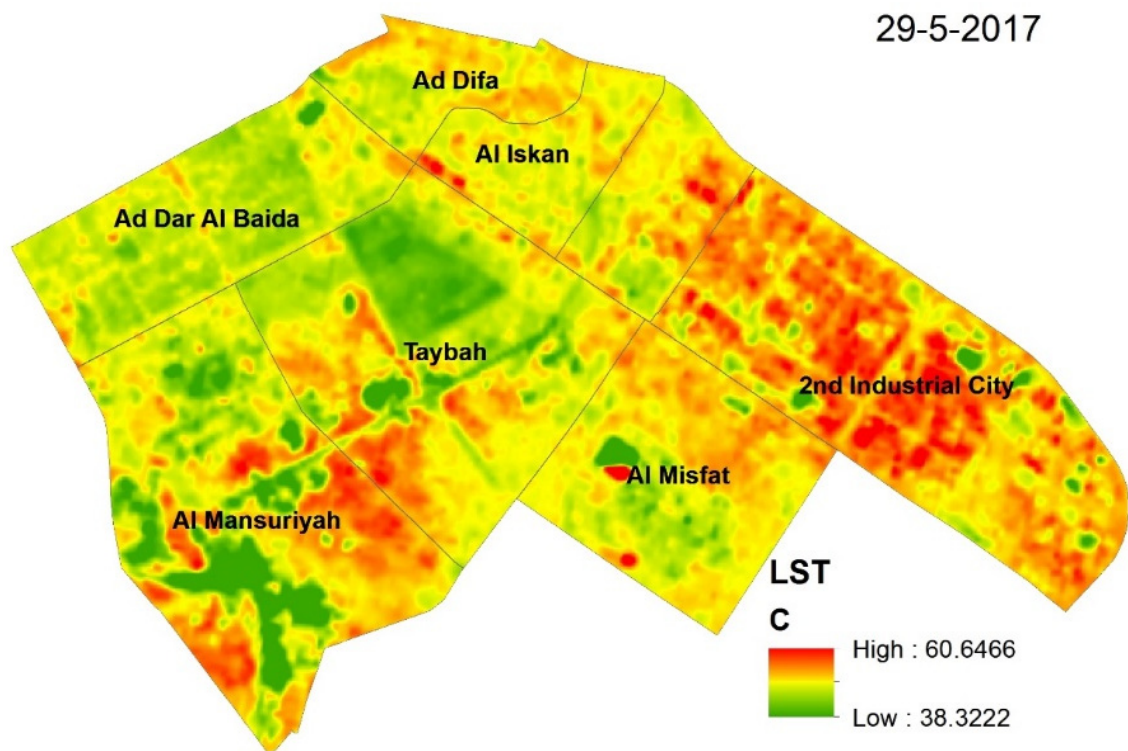 29-5-2017
Ad Difa
Al Iskan
Ad Dar Al Baida
Taybah
2nd Industrial City
Al Misfat
Al Mansuriyah
LST
C
High : 60.6466
Low : 38.3222